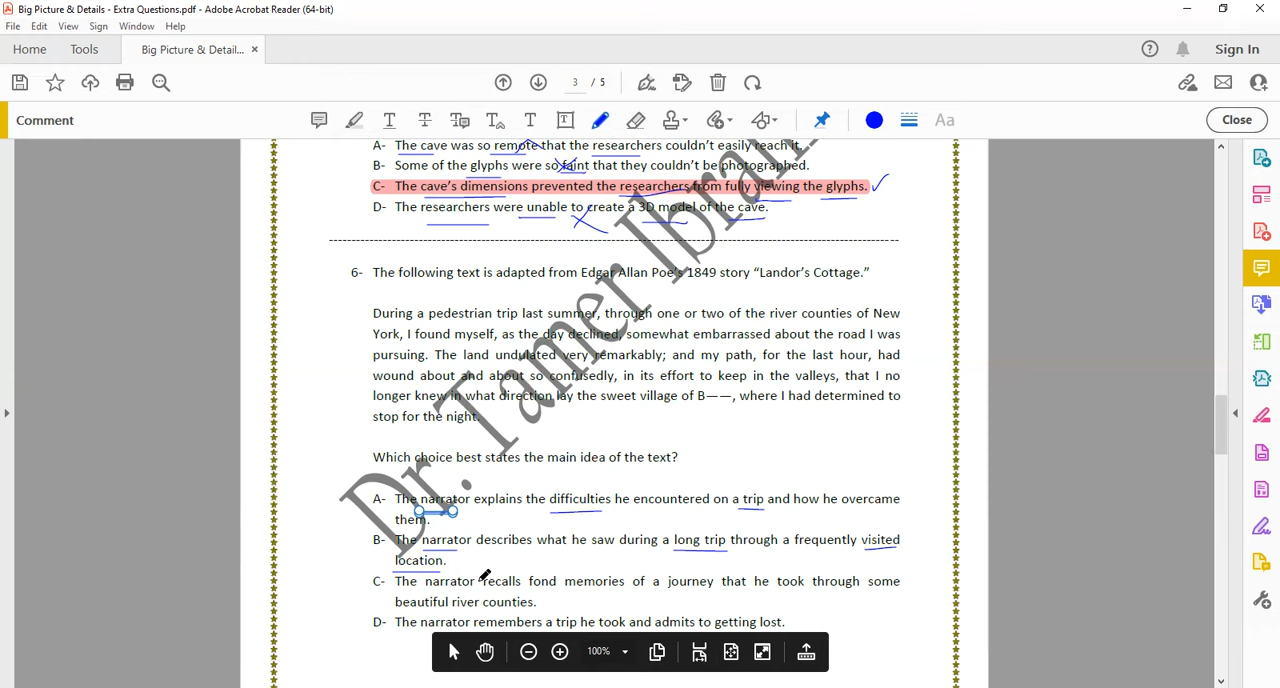 Big Picture & Details - Extra Questions.pdf - Adobe Acrobat Reader (64-bit)
File Edit View Sign Window Help
Home Tools Big Picture & Detail... × Sign In
3 / 5
Comment Aa Close
A- The cave was so remote that the researchers couldn't easily reach it.
B- Some of the glyphs were so faint that they couldn't be photographed.
C- The cave's dimensions prevented the researchers from fully viewing the glyphs.
D- The researchers were unable to create a 3D model of the cave.
6- The following text is adapted from Edgar Allan Poe's 1849 story “Landor's Cottage.”
During a pedestrian trip last summer, through one or two of the river counties of New
York, I found myself, as the day declined, somewhat embarrassed about the road I was
pursuing. The land undulated very remarkably; and my path, for the last hour, had
wound about and about so confusedly, in its effort to keep in the valleys, that I no
longer knew in what direction lay the sweet village of B——, where I had determined to
stop for the night.
Which choice best states the main idea of the text?
A- The narrator explains the difficulties he encountered on a trip and how he overcame
them.
B- The narrator describes what he saw during a long trip through a frequently visited
location.
C- The narrator recalls fond memories of a journey that he took through some
beautiful river counties.
D- The narrator remembers a trip he took and admits to getting lost.
Dr. Tamer Ibrah
100%